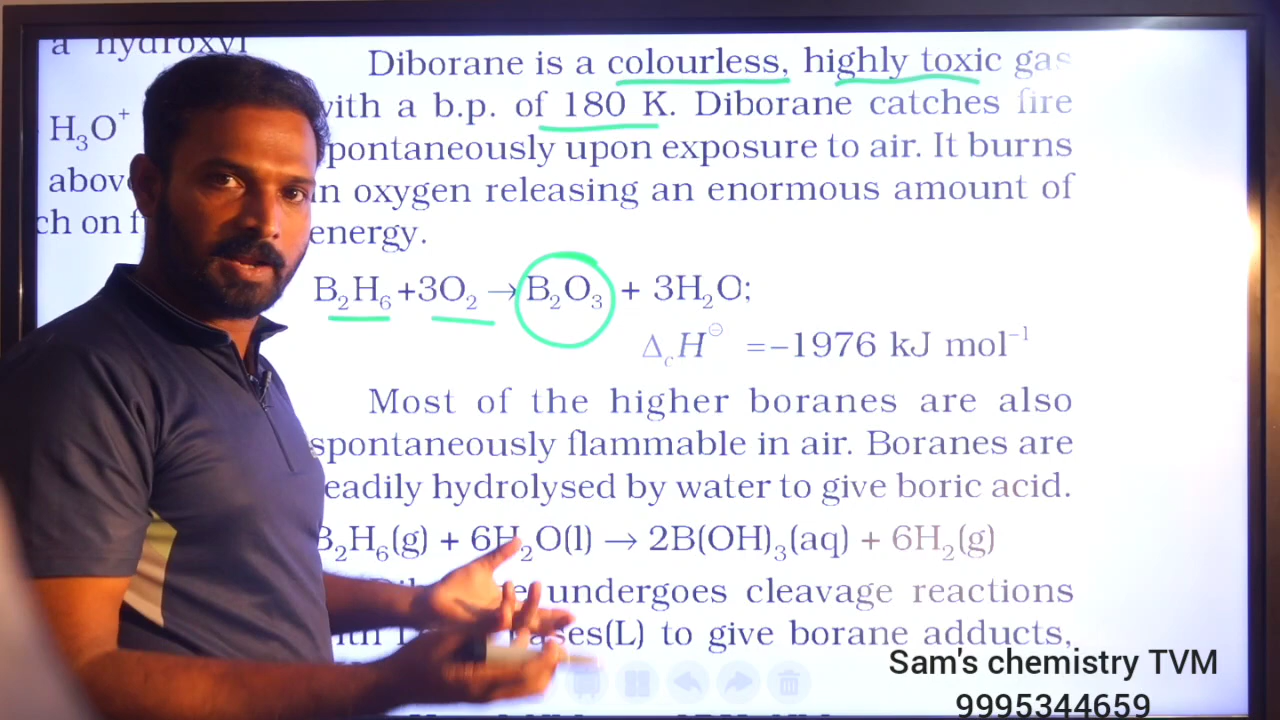 a hydroxyl
H₃O⁺
above
ch on f
Diborane is a colourless, highly toxic gas
with a b.p. of 180 K. Diborane catches fire
spontaneously upon exposure to air. It burns
in oxygen releasing an enormous amount of
energy.
B₂H₆+3O₂ → B₂O₃ + 3H₂O;
Δ𝒸H⊖ =−1976 kJ mol⁻¹
Most of the higher boranes are also
spontaneously flammable in air. Boranes are
readily hydrolysed by water to give boric acid.
B₂H₆(g) + 6H₂O(l) → 2B(OH)₃(aq) + 6H₂(g)
undergoes cleavage reactions
ases(L) to give borane adducts,
Sam's chemistry TVM
9995344659